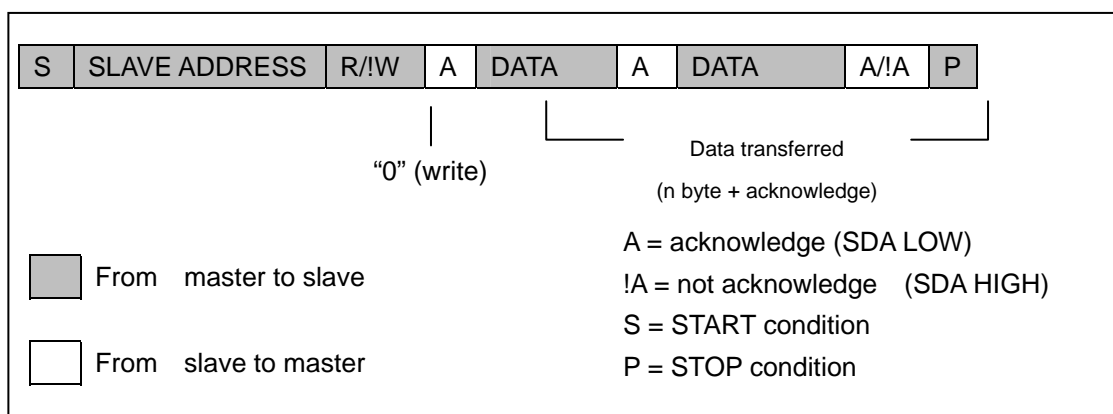 S SLAVE ADDRESS R/!W A DATA A DATA A/!A P
“0” (write)
Data transferred
(n byte + acknowledge)
A = acknowledge (SDA LOW)
!A = not acknowledge (SDA HIGH)
S = START condition
P = STOP condition
From master to slave
From slave to master